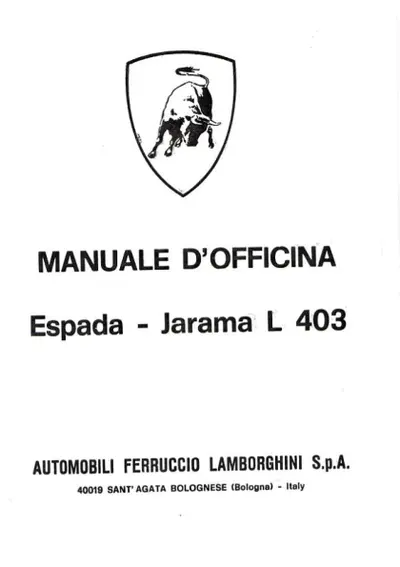 MANUALE D'OFFICINA
Espada - Jarama L 403
AUTOMOBILI FERRUCCIO LAMBORGHINI S.p.A.
40019 SANT'AGATA BOLOGNESE (Bologna) - Italy